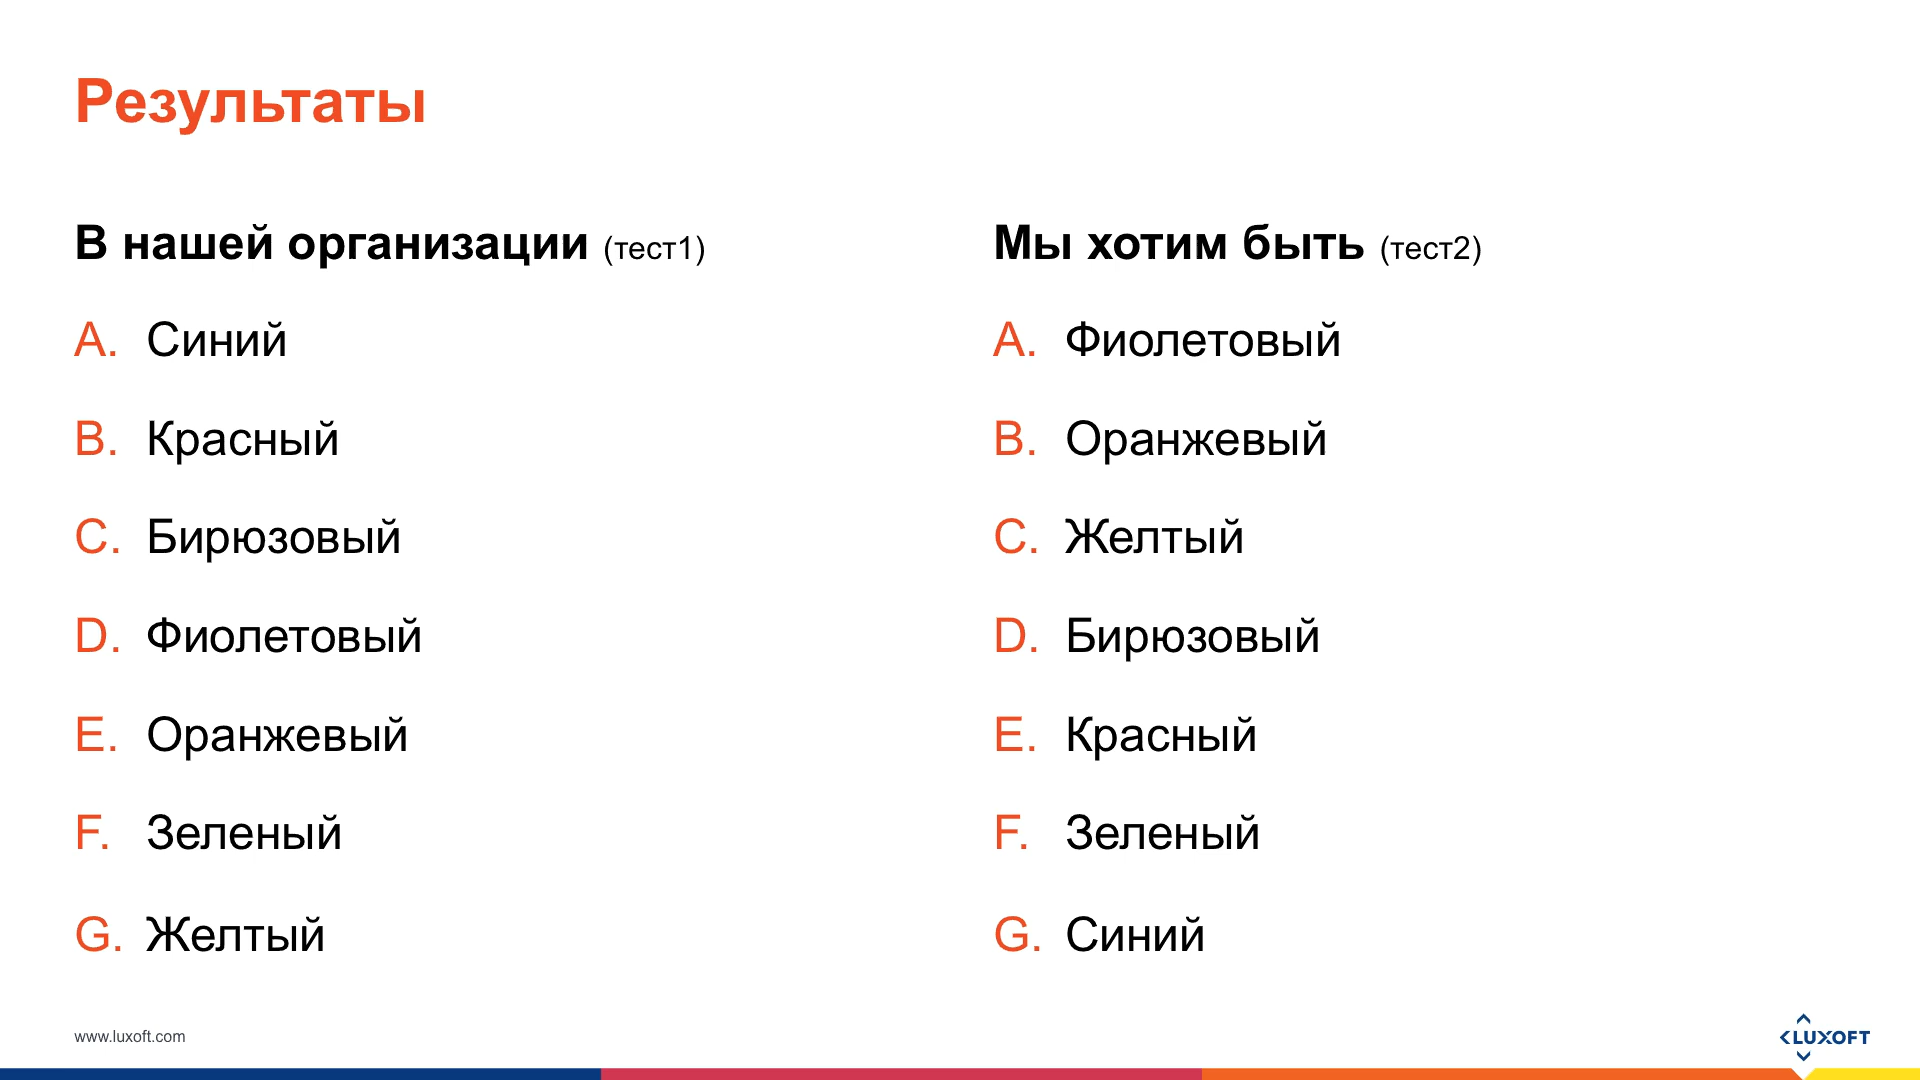 Результаты
В нашей организации (тест1)
A. Синий
B. Красный
C. Бирюзовый
D. Фиолетовый
E. Оранжевый
F. Зеленый
G. Желтый
Мы хотим быть (тест2)
A. Фиолетовый
B. Оранжевый
C. Желтый
D. Бирюзовый
E. Красный
F. Зеленый
G. Синий
www.luxoft.com
LUXOFT